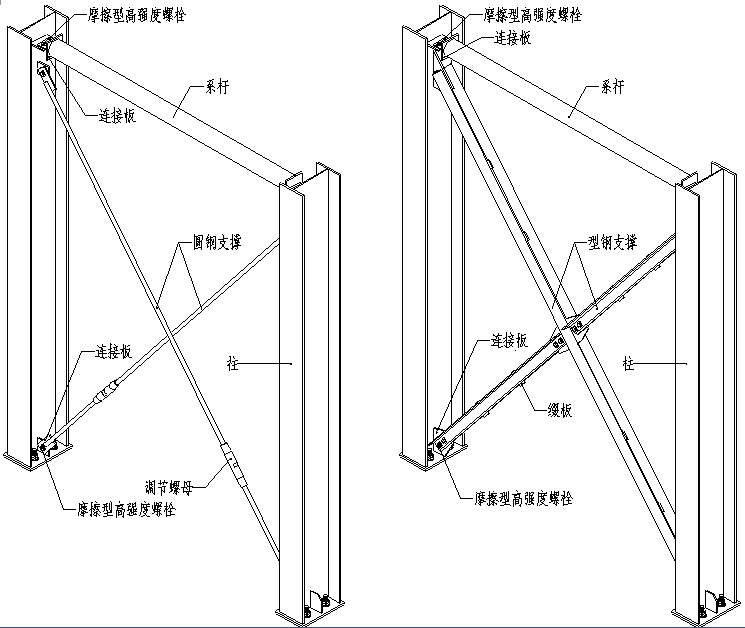 摩擦型高强度螺栓
连接板
系杆
圆钢支撑
连接板
柱
调节螺母
摩擦型高强度螺栓
摩擦型高强度螺栓
连接板
系杆
型钢支撑
连接板
柱
缀板
摩擦型高强度螺栓